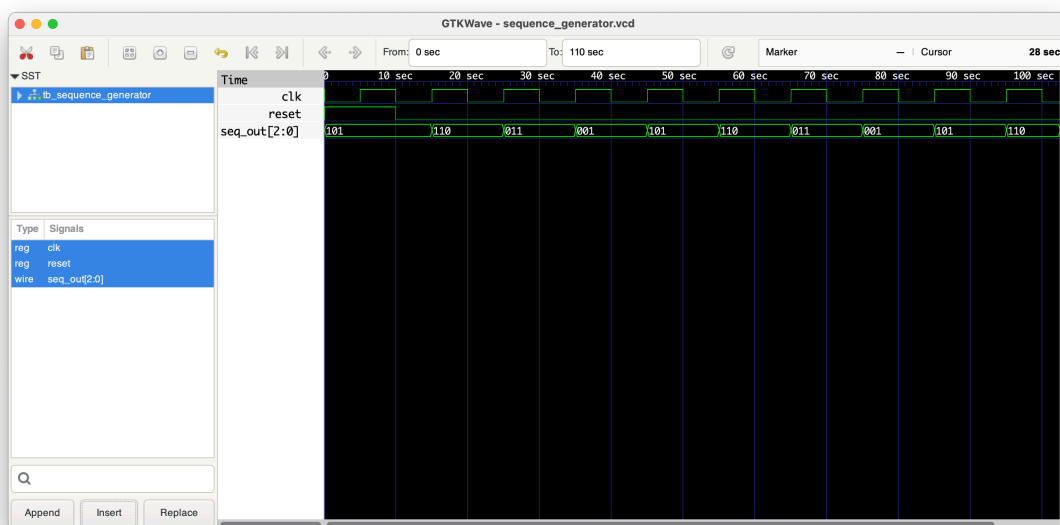 GTKWave - sequence_generator.vcd
From: 0 sec To: 110 sec Marker — | Cursor 28 sec
SST
tb_sequence_generator
Type Signals
reg clk
reg reset
wire seq_out[2:0]
Append Insert Replace
Time
clk
reset
seq_out[2:0]
0 10 sec 20 sec 30 sec 40 sec 50 sec 60 sec 70 sec 80 sec 90 sec 100 sec
101 110 011 001 101 110 011 001 101 110